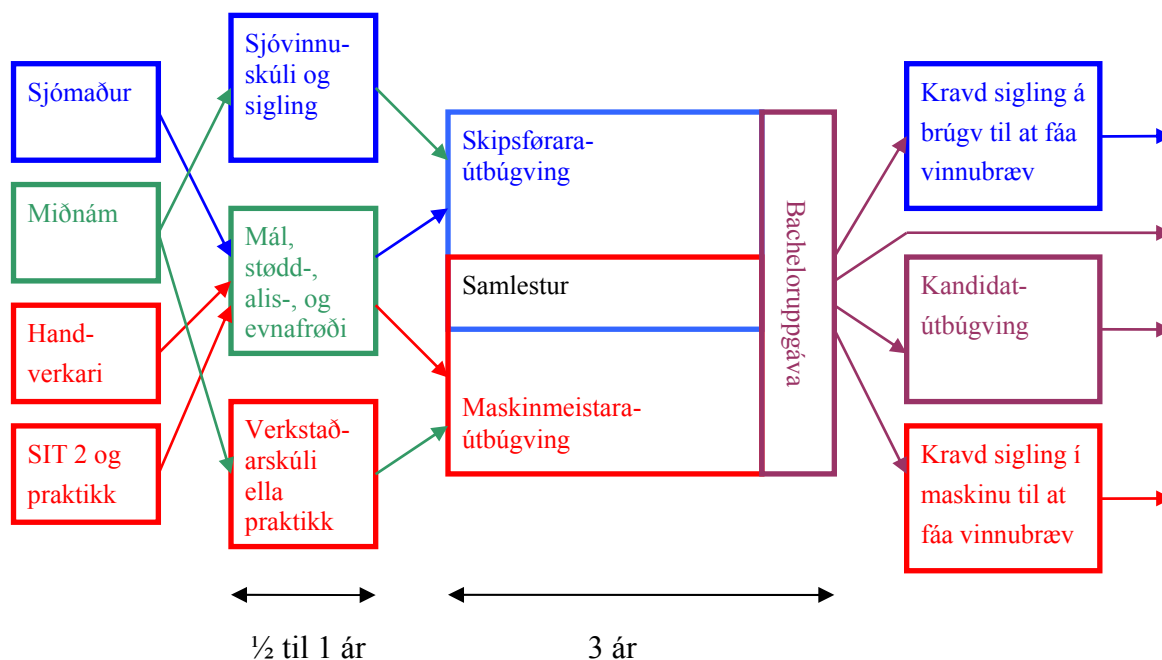 Sjómaður
Miðnám
Hand-
verkari
SIT 2 og
praktikk
Sjóvinnu-
skúli og
sigling
Mál,
stødd-,
alis-, og
evnafrøði
Verkstað-
arskúli
ella
praktikk
Skipsførara-
útbúgving
Samlestur
Maskinmeistara-
útbúgving
Bacheloruppgáva
Kravd sigling á
brúgv til at fáa
vinnubræv
Kandidat-
útbúgving
Kravd sigling í
maskinu til at
fáa vinnubræv
½ til 1 ár
3 ár